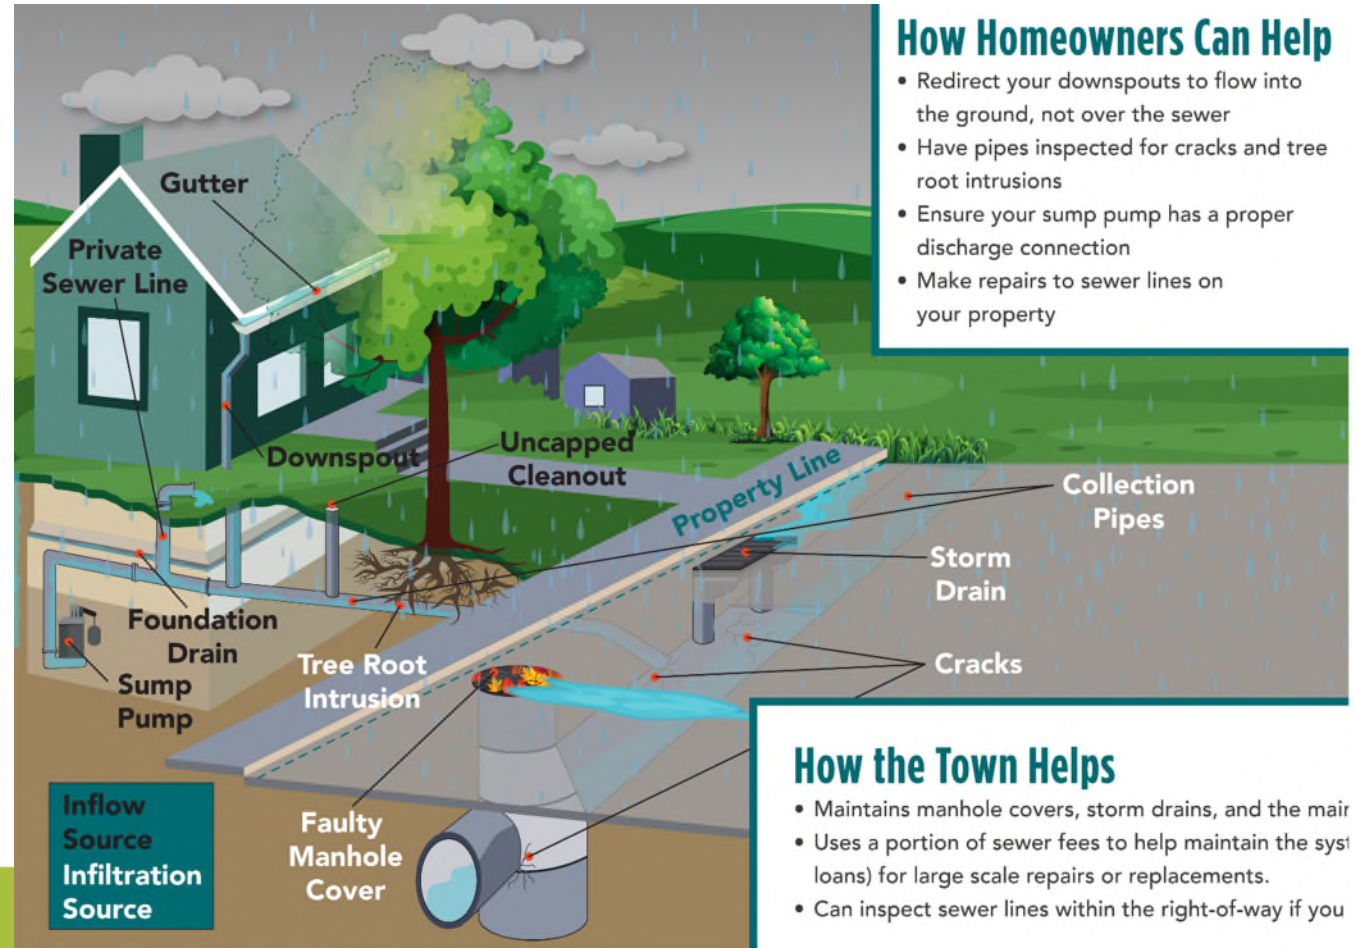 How Homeowners Can Help
• Redirect your downspouts to flow into
the ground, not over the sewer
• Have pipes inspected for cracks and tree
root intrusions
• Ensure your sump pump has a proper
discharge connection
• Make repairs to sewer lines on
your property
Gutter
Private
Sewer Line
Downspout
Uncapped
Cleanout
Property Line
Collection
Pipes
Storm
Drain
Foundation
Drain
Tree Root
Intrusion
Cracks
Sump
Pump
Faulty
Manhole
Cover
Inflow
Source
Infiltration
Source
How the Town Helps
• Maintains manhole covers, storm drains, and the
• Uses a portion of sewer fees to help maintain the
loans) for large scale repairs or replacements.
• Can inspect sewer lines within the right-of-way if you